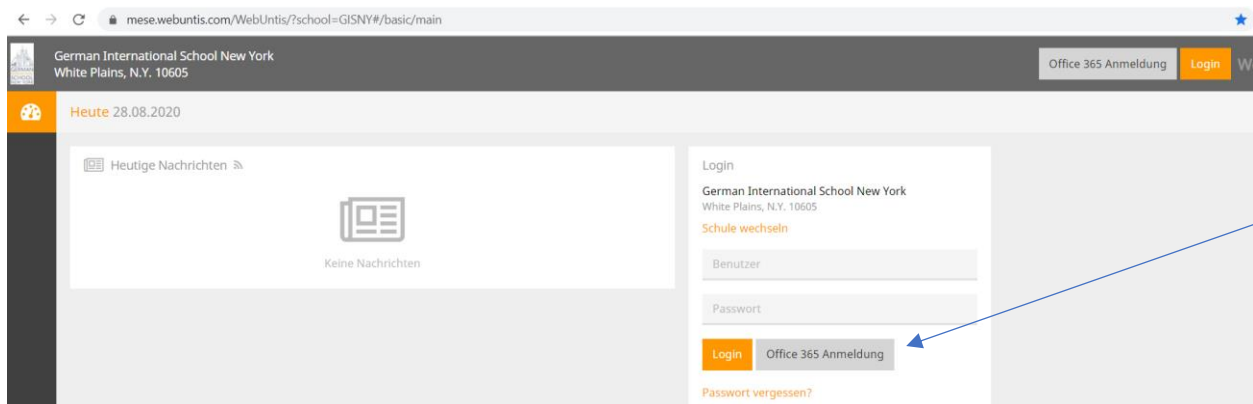 mese.webuntis.com/WebUntis/?school=GISNY#/basic/main
German International School New York
White Plains, N.Y. 10605
Office 365 Anmeldung
Login
Heute 28.08.2020
Heutige Nachrichten
Keine Nachrichten
Login
German International School New York
White Plains, N.Y. 10605
Schule wechseln
Benutzer
Passwort
Login
Office 365 Anmeldung
Passwort vergessen?